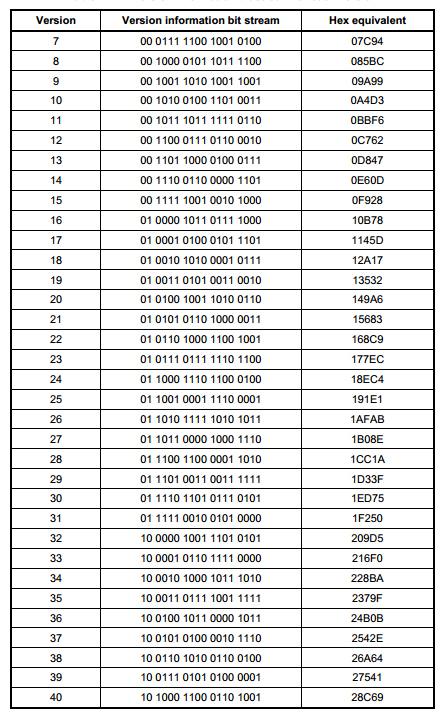 Version Version information bit stream Hex equivalent
7 00 0111 1100 1001 0100 07C94
8 00 1000 0101 1011 1100 085BC
9 00 1001 1010 1001 1001 09A99
10 00 1010 0100 1101 0011 0A4D3
11 00 1011 1011 1111 0110 0BBF6
12 00 1100 0111 0110 0010 0C762
13 00 1101 1000 0100 0111 0D847
14 00 1110 0110 0000 1101 0E60D
15 00 1111 1001 0010 1000 0F928
16 01 0000 1011 0111 1000 10B78
17 01 0001 0100 0101 1101 1145D
18 01 0010 1010 0001 0111 12A17
19 01 0011 0101 0011 0010 13532
20 01 0100 1001 1010 0110 149A6
21 01 0101 0110 1000 0011 15683
22 01 0110 1000 1100 1001 168C9
23 01 0111 0111 1110 1100 177EC
24 01 1000 1110 1100 0100 18EC4
25 01 1001 0001 1110 0001 191E1
26 01 1010 1111 1010 1011 1AFAB
27 01 1011 0000 1000 1110 1B08E
28 01 1100 1100 0001 1010 1CC1A
29 01 1101 0011 0011 1111 1D33F
30 01 1110 1101 0111 0101 1ED75
31 01 1111 0010 0101 0000 1F250
32 10 0000 1001 1101 0101 209D5
33 10 0001 0110 1111 0000 216F0
34 10 0010 1000 1011 1010 228BA
35 10 0011 0111 1001 1111 2379F
36 10 0100 1011 0000 1011 24B0B
37 10 0101 0100 0010 1110 2542E
38 10 0110 1010 0110 0100 26A64
39 10 0111 0101 0100 0001 27541
40 10 1000 1100 0110 1001 28C69